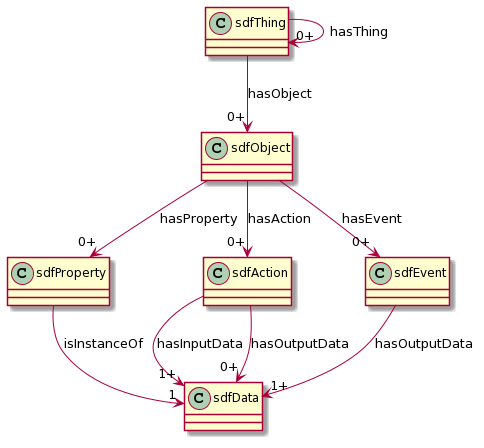 C sdfThing
0+ hasThing
hasObject
0+
C sdfObject
hasProperty hasAction hasEvent
0+ 0+ 0+
C sdfProperty C sdfAction C sdfEvent
isInstanceOf hasInputData hasOutputData hasOutputData
1+ 0+ 1+
1
C sdfData